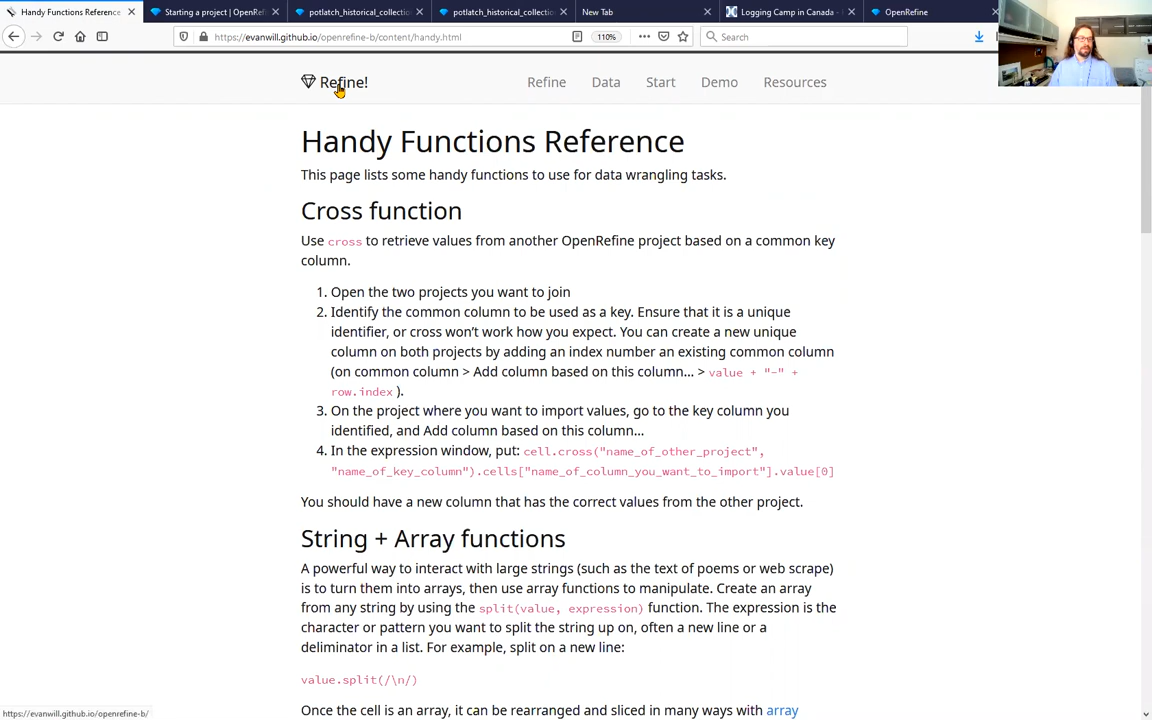 Handy Functions Reference
Starting a project | OpenRef
potlatch_historical_collectio
potlatch_historical_collectio
New Tab
Logging Camp in Canada -
OpenRefine
https://evanwill.github.io/openrefine-b/content/handy.html
110%
Search
Refine!
Refine
Data
Start
Demo
Resources
Handy Functions Reference
This page lists some handy functions to use for data wrangling tasks.
Cross function
Use cross to retrieve values from another OpenRefine project based on a common key
column.
1. Open the two projects you want to join
2. Identify the common column to be used as a key. Ensure that it is a unique
identifier, or cross won’t work how you expect. You can create a new unique
column on both projects by adding an index number an existing common column
(on common column > Add column based on this column... > value + "-" +
row.index ).
3. On the project where you want to import values, go to the key column you
identified, and Add column based on this column...
4. In the expression window, put: cell.cross("name_of_other_project",
"name_of_key_column").cells["name_of_column_you_want_to_import"].value[0]
You should have a new column that has the correct values from the other project.
String + Array functions
A powerful way to interact with large strings (such as the text of poems or web scrape)
is to turn them into arrays, then use array functions to manipulate. Create an array
from any string by using the split(value, expression) function. The expression is the
character or pattern you want to split the string up on, often a new line or a
deliminator in a list. For example, split on a new line:
value.split(/\n/)
Once the cell is an array, it can be rearranged and sliced in many ways with array
https://evanwill.github.io/openrefine-b/